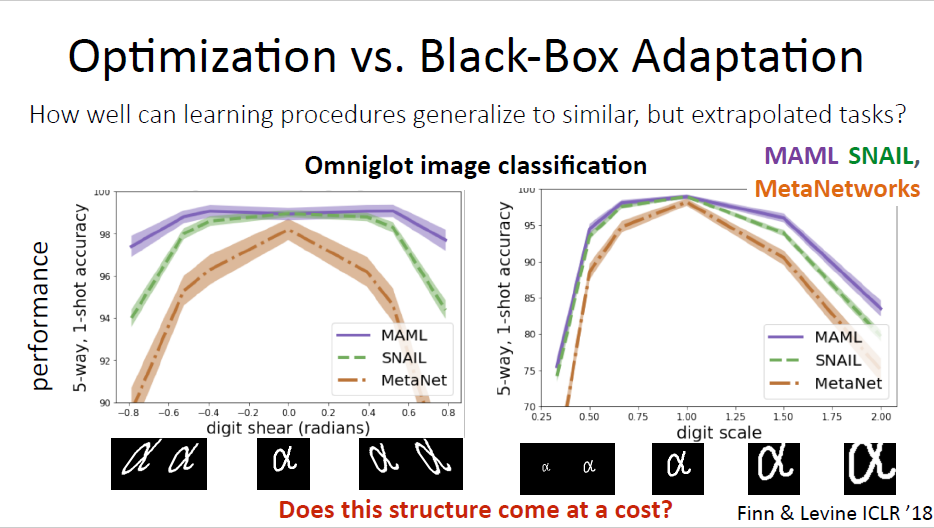 Optimization vs. Black-Box Adaptation
How well can learning procedures generalize to similar, but extrapolated tasks?
MAML SNAIL,
MetaNetworks
Omniglot image classification
performance
5-way, 1-shot accuracy
100
98
96
94
92
90
MAML
SNAIL
MetaNet
−0.8 −0.6 −0.4 −0.2 0.0 0.2 0.4 0.6 0.8
digit shear (radians)
5-way, 1-shot accuracy
100
95
90
85
80
75
70
MAML
SNAIL
MetaNet
0.25 0.50 0.75 1.00 1.25 1.50 1.75 2.00
digit scale
α α α α α
α α α α α
Does this structure come at a cost?
Finn & Levine ICLR ’18